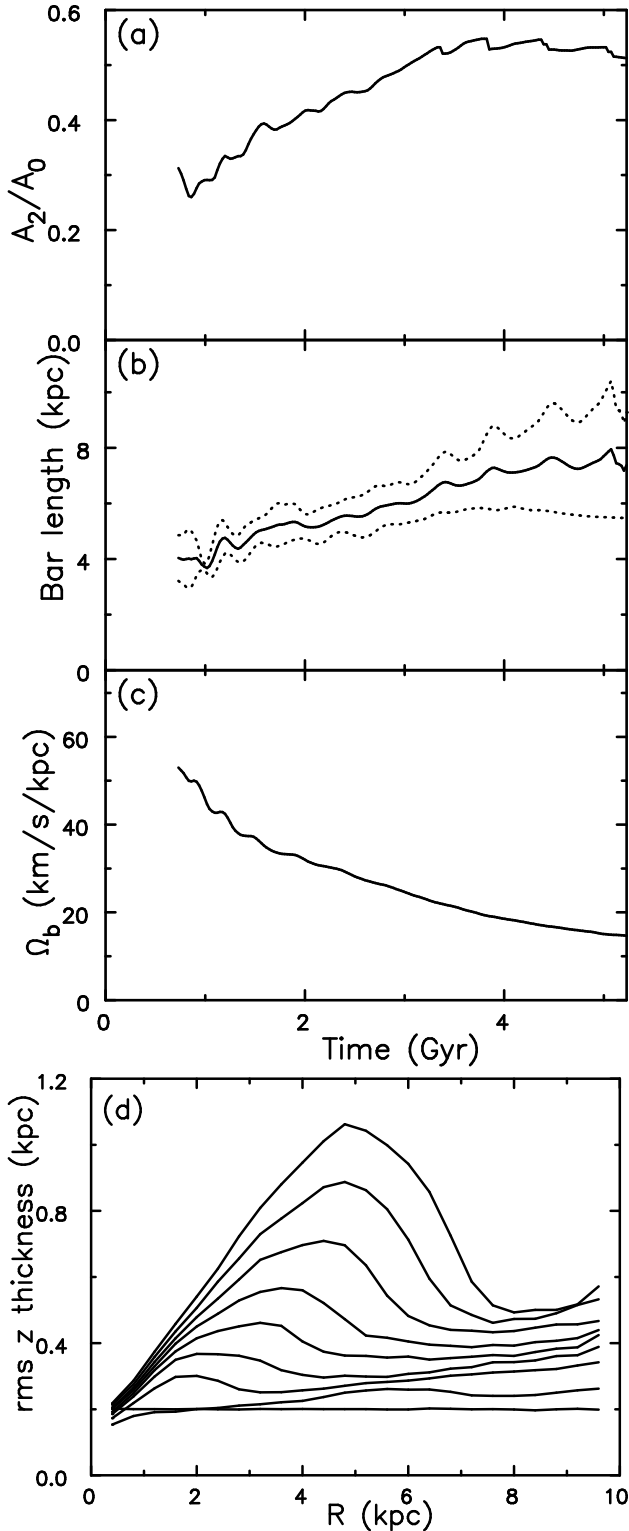 (a)
0.6
0.4
0.2
0.0
A2/A0
(b)
8
4
0
Bar length (kpc)
(c)
60
40
20
0
Ωb (km/s/kpc)
0 2 4
Time (Gyr)
(d)
1.2
0.8
0.4
0.0
rms z thickness (kpc)
0 2 4 6 8 10
R (kpc)